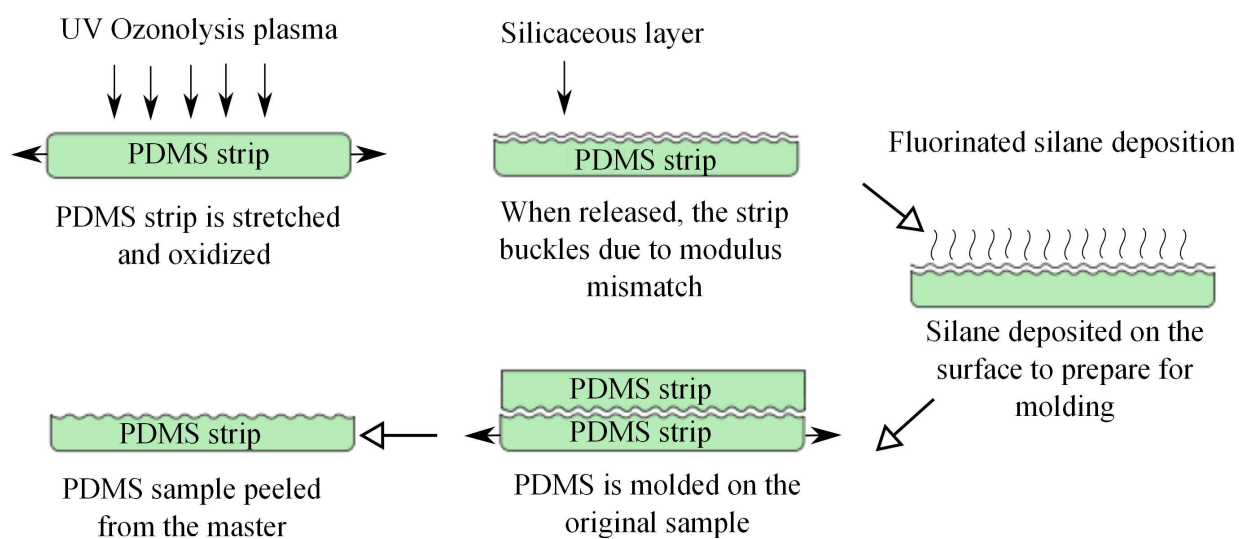 UV Ozonolysis plasma
PDMS strip
PDMS strip is stretched
and oxidized
Silicaceous layer
PDMS strip
When released, the strip
buckles due to modulus
mismatch
Fluorinated silane deposition
Silane deposited on the
surface to prepare for
molding
PDMS strip
PDMS strip
PDMS is molded on the
original sample
PDMS strip
PDMS sample peeled
from the master